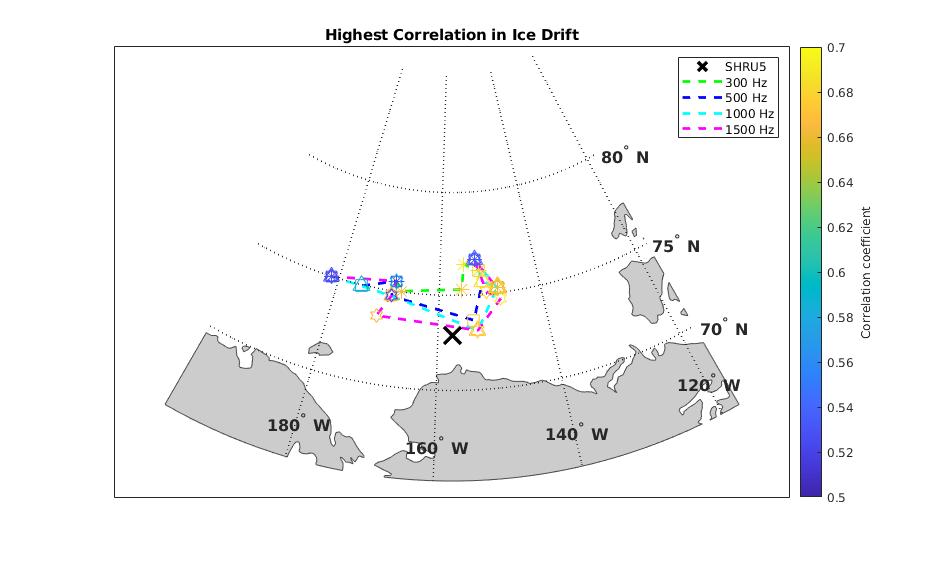 Highest Correlation in Ice Drift
SHRU5
300 Hz
500 Hz
1000 Hz
1500 Hz
80° N
75° N
70° N
120° W
180° W
160° W
140° W
0.7
0.68
0.66
0.64
0.62
0.6
0.58
0.56
0.54
0.52
0.5
Correlation coefficient